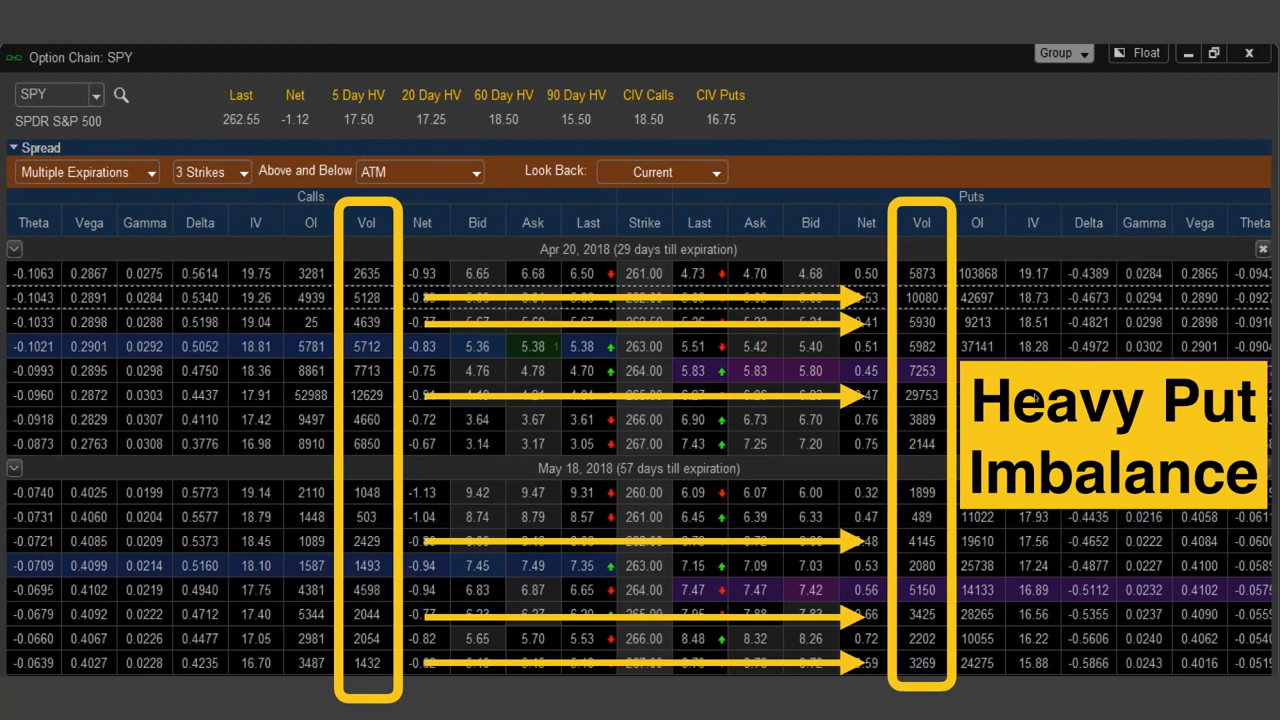 Option Chain: SPY
Group
Float
X
SPY Last Net 5 Day HV 20 Day HV 60 Day HV 90 Day HV CIV Calls CIV Puts
SPDR S&P 500 262.55 -1.12 17.50 17.25 18.50 15.50 18.50 16.75
Spread
Multiple Expirations 3 Strikes Above and Below ATM Look Back: Current
Calls Puts
Theta Vega Gamma Delta IV OI Vol Net Bid Ask Last Strike Last Ask Bid Net Vol OI IV Delta Gamma Vega Theta
Apr 20, 2018 (29 days till expiration)
-0.1063 0.2867 0.0275 0.5614 19.75 3281 2635 -0.93 6.65 6.68 6.50 261.00 4.73 4.70 4.68 0.50 5873 103868 19.17 -0.4389 0.0284 0.2865
-0.1043 0.2891 0.0284 0.5340 19.26 4939 5128 10080 42697 18.73 -0.4673 0.0294 0.2890
-0.1033 0.2898 0.0288 0.5198 19.04 25 4639 5930 9213 18.51 -0.4821 0.0298 0.2898
-0.1021 0.2901 0.0292 0.5052 18.81 5781 5712 -0.83 5.36 5.38 5.38 263.00 5.51 5.42 5.40 0.51 5982 37141 18.28 -0.4972 0.0302 0.2901
-0.0993 0.2895 0.0298 0.4750 18.36 8861 7713 -0.75 4.76 4.78 4.70 264.00 5.83 5.83 5.80 0.45 7253
-0.0960 0.2872 0.0303 0.4437 17.91 52988 12629 29753
-0.0918 0.2829 0.0307 0.4110 17.42 9497 4660 -0.72 3.64 3.67 3.61 266.00 6.90 6.73 6.70 0.76 3889
-0.0873 0.2763 0.0308 0.3776 16.98 8910 6850 -0.67 3.14 3.17 3.05 267.00 7.43 7.25 7.20 0.75 2144
Heavy Put
Imbalance
May 18, 2018 (57 days till expiration)
-0.0740 0.4025 0.0199 0.5773 19.14 2110 1048 -1.13 9.42 9.47 9.31 260.00 6.09 6.07 6.00 0.32 1899
-0.0731 0.4060 0.0204 0.5577 18.79 1448 503 -1.04 8.74 8.79 8.57 261.00 6.45 6.39 6.33 0.47 489 11022 17.93 -0.4435 0.0216 0.4064
-0.0721 0.4085 0.0209 0.5373 18.45 1089 2429 4145 19610 17.56 -0.4652 0.0222 0.4084
-0.0709 0.4099 0.0214 0.5160 18.10 1587 1493 -0.94 7.45 7.49 7.35 263.00 7.15 7.09 7.03 0.53 2080 25738 17.24 -0.4877 0.0227 0.4100
-0.0695 0.4102 0.0219 0.4940 17.75 4381 4598 -0.94 6.83 6.87 6.65 264.00 7.47 7.47 7.42 0.56 5150 14133 16.89 -0.5112 0.0232 0.4102
-0.0679 0.4092 0.0223 0.4712 17.40 5344 2044 3425 28265 16.56 -0.5355 0.0237 0.4090
-0.0660 0.4064 0.0226 0.4477 17.05 2981 2054 -0.82 5.65 5.70 5.53 266.00 8.48 8.32 8.26 0.72 2202 10055 16.22 -0.5606 0.0240 0.4062
-0.0639 0.4027 0.0228 0.4235 16.70 3487 1432 3269 24275 15.88 -0.5866 0.0243 0.4016